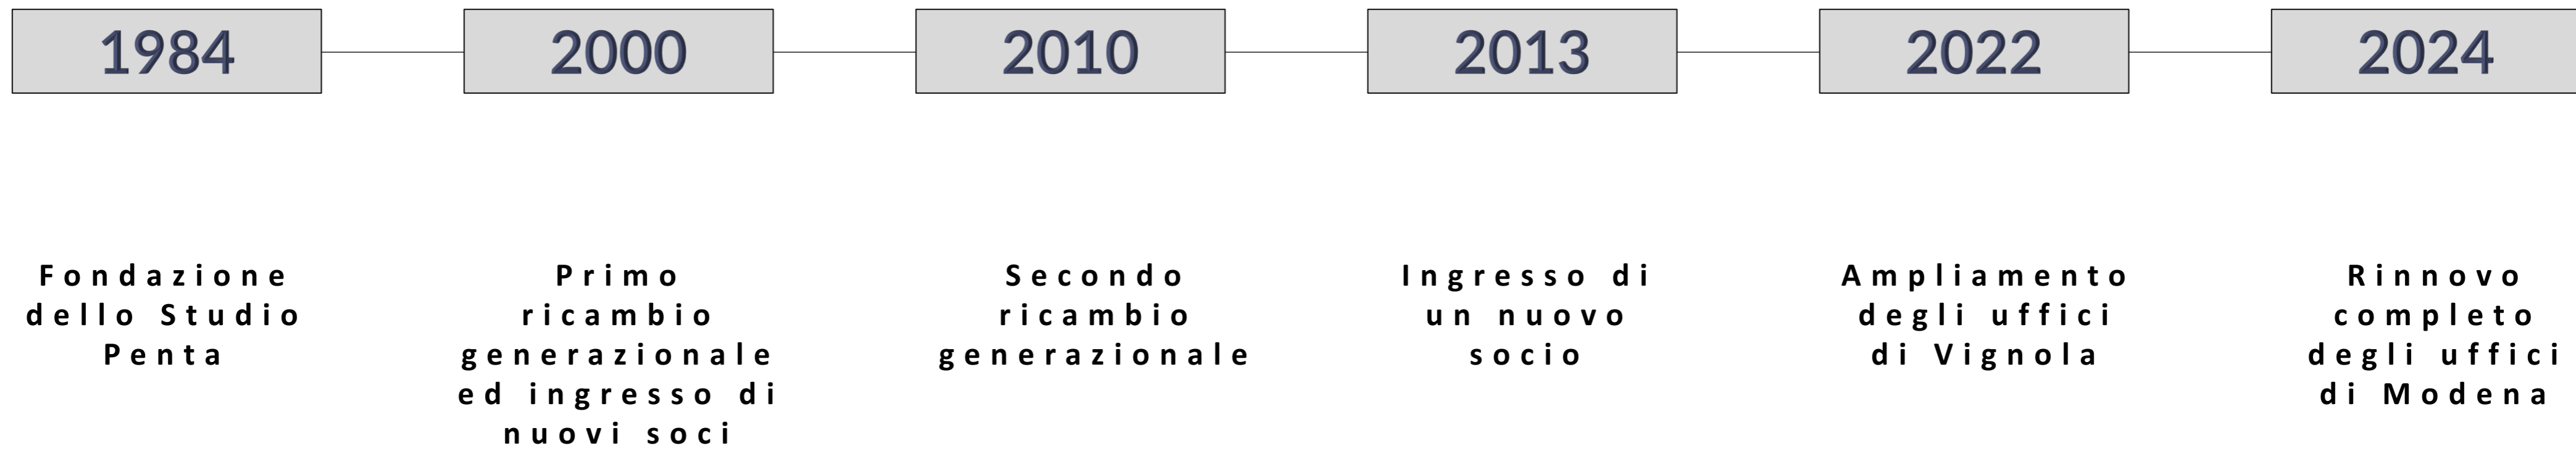 1984
2000
2010
2013
2022
2024
Fondazione
dello Studio
Penta
Primo
ricambio
generazionale
ed ingresso di
nuovi soci
Secondo
ricambio
generazionale
Ingresso di
un nuovo
socio
Ampliamento
degli uffici
di Vignola
Rinnovo
completo
degli uffici
di Modena